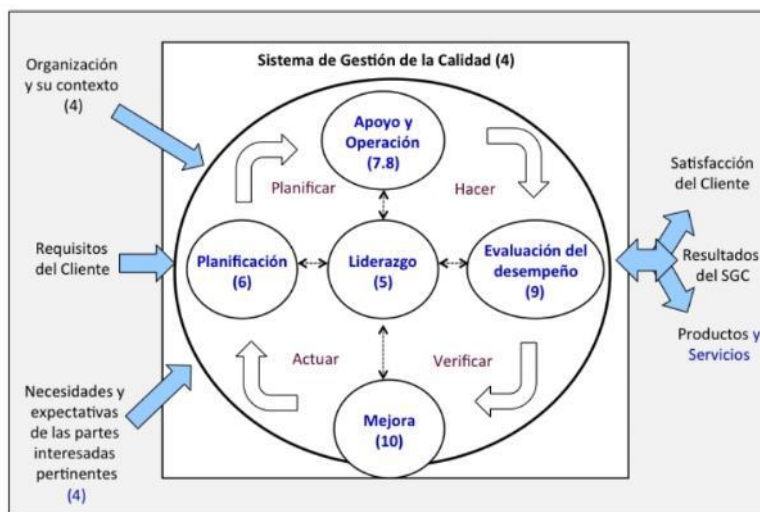 Sistema de Gestión de la Calidad (4)
Organización
y su contexto
(4)
Requisitos
del Cliente
Necesidades y
expectativas
de las partes
interesadas
pertinentes
(4)
Apoyo y
Operación
(7.8)
Planificar
Hacer
Planificación
(6)
Liderazgo
(5)
Evaluación del
desempeño
(9)
Actuar
Verificar
Mejora
(10)
Satisfacción
del Cliente
Resultados
del SGC
Productos y
Servicios